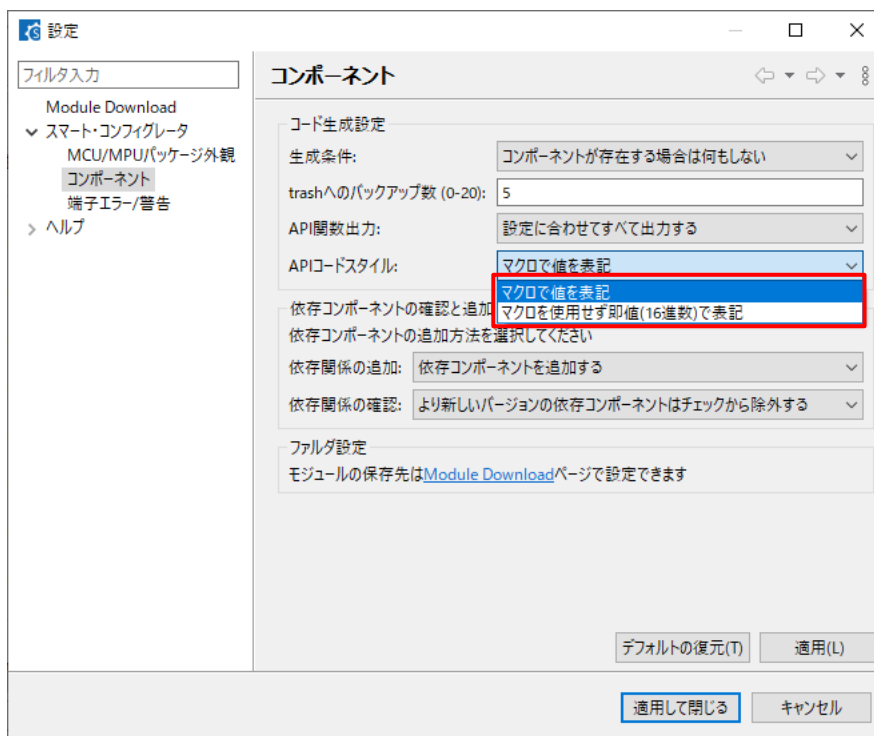 設定
フィルタ入力
Module Download
スマート・コンフィグレータ
MCU/MPUパッケージ外観
コンポーネント
端子エラー/警告
ヘルプ
コンポーネント
コード生成設定
生成条件: コンポーネントが存在する場合は何もしない
trashへのバックアップ数 (0-20): 5
API関数出力: 設定に合わせてすべて出力する
APIコードスタイル: マクロで値を表記
マクロで値を表記
マクロを使用せず即値(16進数)で表記
依存コンポーネントの確認と追加
依存コンポーネントの追加方法を選択してください
依存関係の追加: 依存コンポーネントを追加する
依存関係の確認: より新しいバージョンの依存コンポーネントはチェックから除外する
ファルダ設定
モジュールの保存先はModule Downloadページで設定できます
デフォルトの復元(T) 適用(L)
適用して閉じる キャンセル